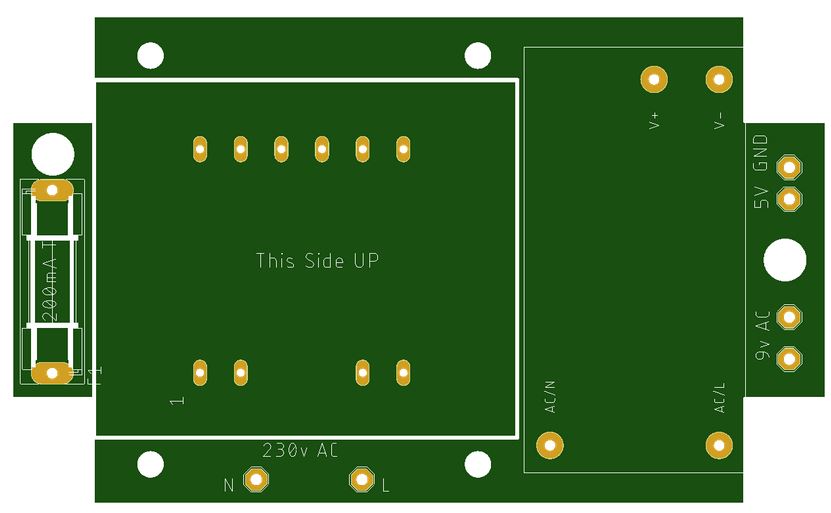 V+
V-
5V GND
This Side UP
200mA T
F1
1
9v AC
AC/N
AC/L
230v AC
N
L